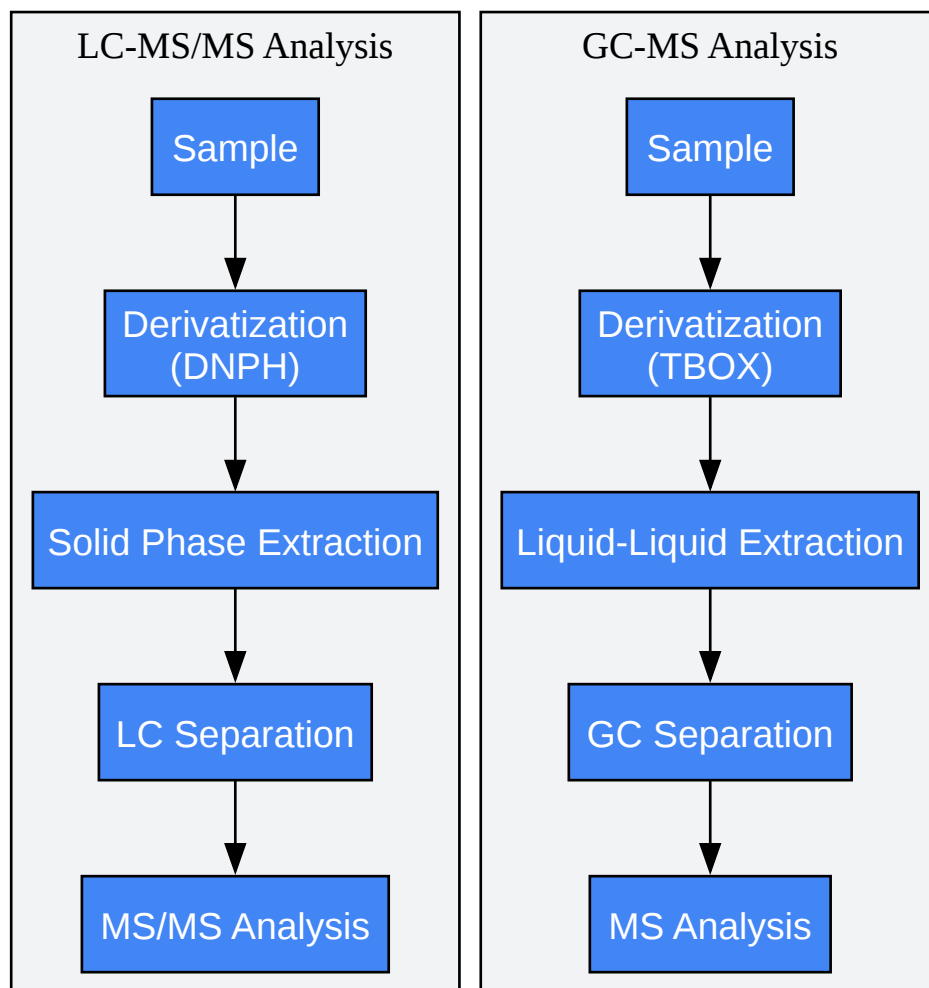 LC-MS/MS Analysis
Sample
Derivatization
(DNPH)
Solid Phase Extraction
LC Separation
MS/MS Analysis
GC-MS Analysis
Sample
Derivatization
(TBOX)
Liquid-Liquid Extraction
GC Separation
MS Analysis